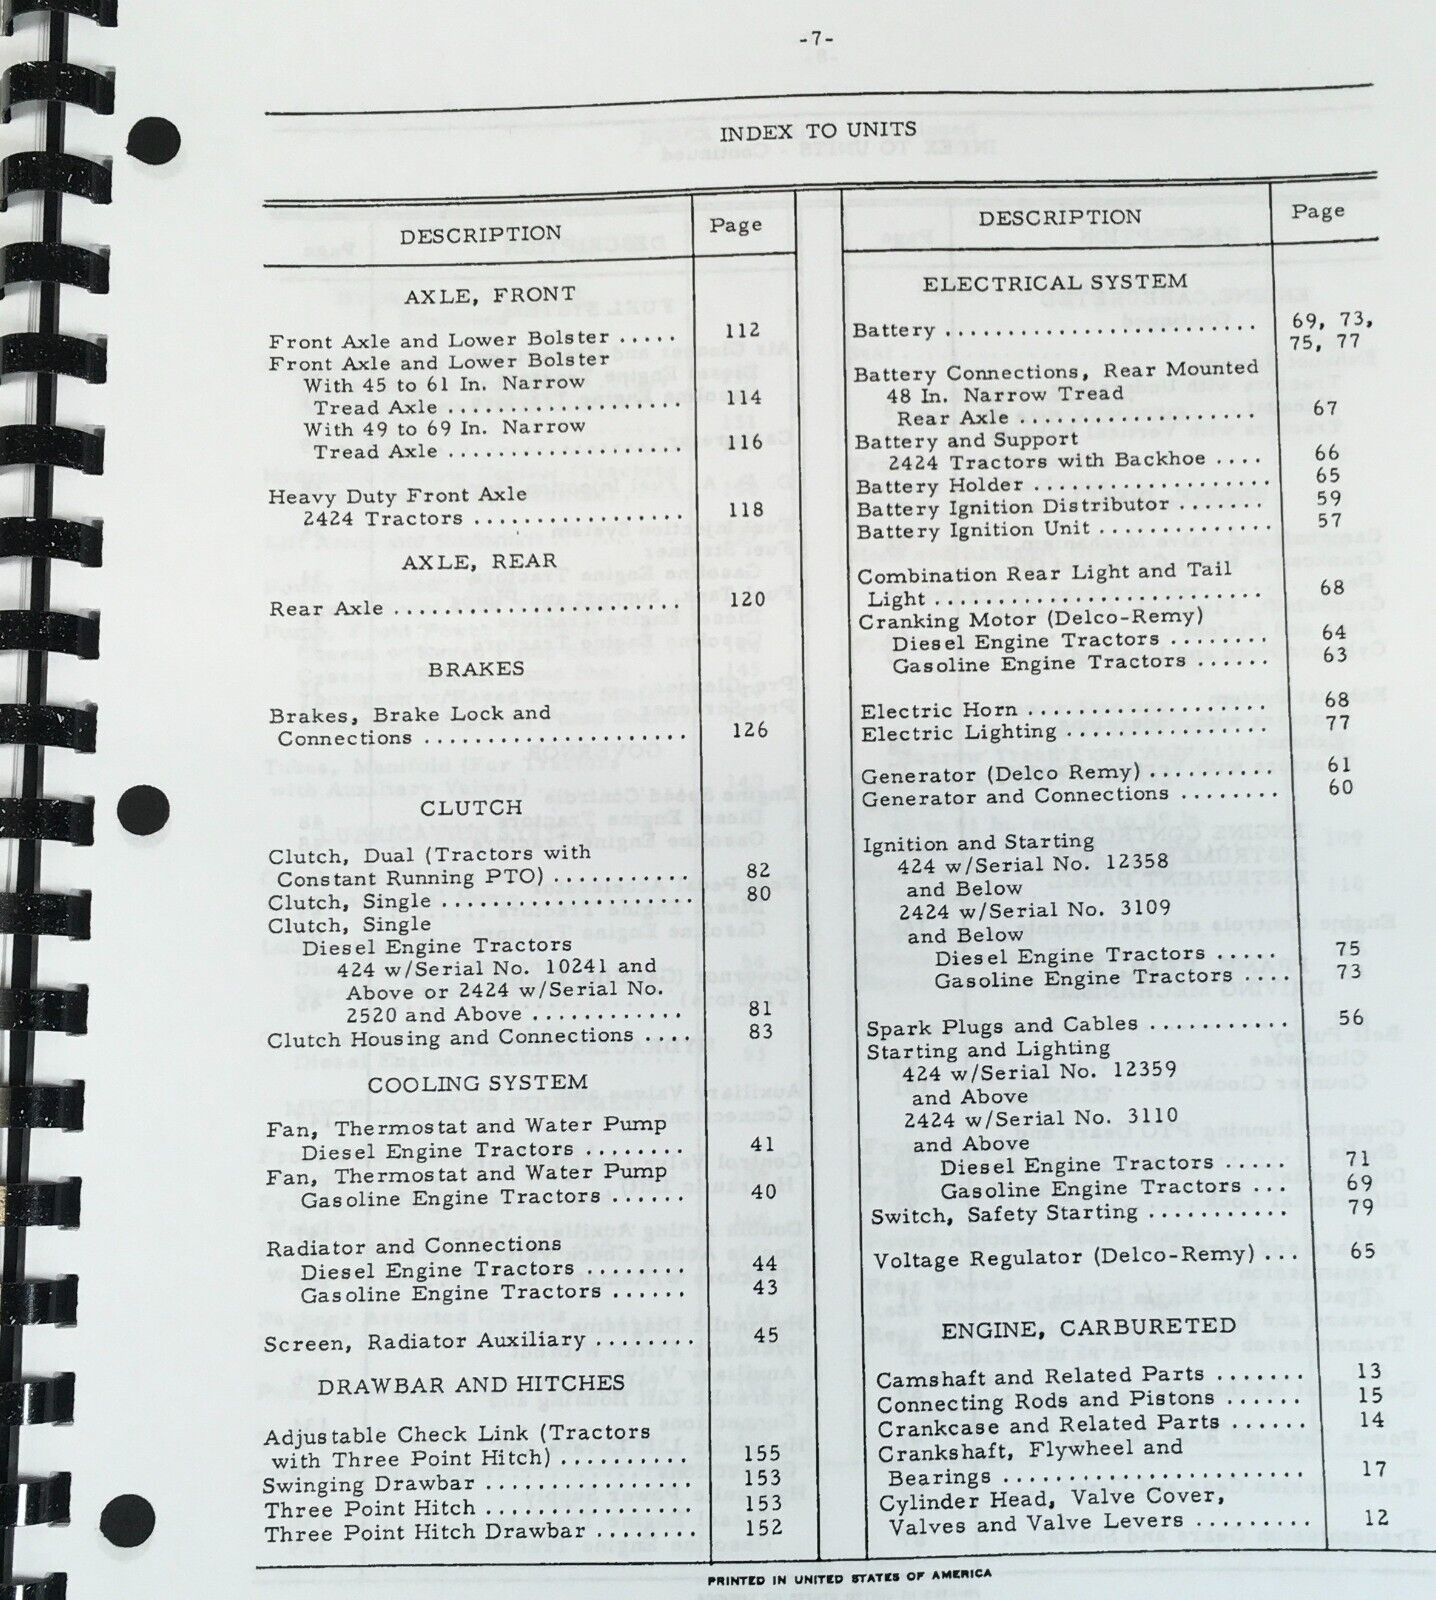 -7-
INDEX TO UNITS
DESCRIPTION Page
AXLE, FRONT
Front Axle and Lower Bolster ..... 112
Front Axle and Lower Bolster
With 45 to 61 In. Narrow
Tread Axle ................... 114
With 49 to 69 In. Narrow
Tread Axle ................... 116
Heavy Duty Front Axle
2424 Tractors ................. 118
AXLE, REAR
Rear Axle ....................... 120
BRAKES
Brakes, Brake Lock and
Connections ..................... 126
CLUTCH
Clutch, Dual (Tractors with
Constant Running PTO) ........... 82
Clutch, Single .................... 80
Clutch, Single
Diesel Engine Tractors
424 w/Serial No. 10241 and
Above or 2424 w/Serial No.
2520 and Above ............ 81
Clutch Housing and Connections .... 83
COOLING SYSTEM
Fan, Thermostat and Water Pump
Diesel Engine Tractors ........ 41
Fan, Thermostat and Water Pump
Gasoline Engine Tractors ...... 40
Radiator and Connections
Diesel Engine Tractors ........ 44
Gasoline Engine Tractors ...... 43
Screen, Radiator Auxiliary ........ 45
DRAWBAR AND HITCHES
Adjustable Check Link (Tractors
with Three Point Hitch) .......... 155
Swinging Drawbar ................. 153
Three Point Hitch ................. 153
Three Point Hitch Drawbar ........ 152
DESCRIPTION Page
ELECTRICAL SYSTEM
Battery ......................... 69, 73,
75, 77
Battery Connections, Rear Mounted
48 In. Narrow Tread
Rear Axle ................. 67
Battery and Support
2424 Tractors with Backhoe .... 66
Battery Holder ................... 65
Battery Ignition Distributor ....... 59
Battery Ignition Unit .............. 57
Combination Rear Light and Tail
Light ........................... 68
Cranking Motor (Delco-Remy)
Diesel Engine Tractors ........ 64
Gasoline Engine Tractors ...... 63
Electric Horn ................... 68
Electric Lighting ................ 77
Generator (Delco Remy) .......... 61
Generator and Connections ........ 60
Ignition and Starting
424 w/Serial No. 12358
and Below
2424 w/Serial No. 3109
and Below
Diesel Engine Tractors ..... 75
Gasoline Engine Tractors .... 73
Spark Plugs and Cables ........... 56
Starting and Lighting
424 w/Serial No. 12359
and Above
2424 w/Serial No. 3110
and Above
Diesel Engine Tractors ..... 71
Gasoline Engine Tractors ... 69
Switch, Safety Starting ........... 79
Voltage Regulator (Delco-Remy) ... 65
ENGINE, CARBURETED
Camshaft and Related Parts ....... 13
Connecting Rods and Pistons ...... 15
Crankcase and Related Parts ...... 14
Crankshaft, Flywheel and
Bearings ........................ 17
Cylinder Head, Valve Cover,
Valves and Valve Levers ......... 12
PRINTED IN UNITED STATES OF AMERICA